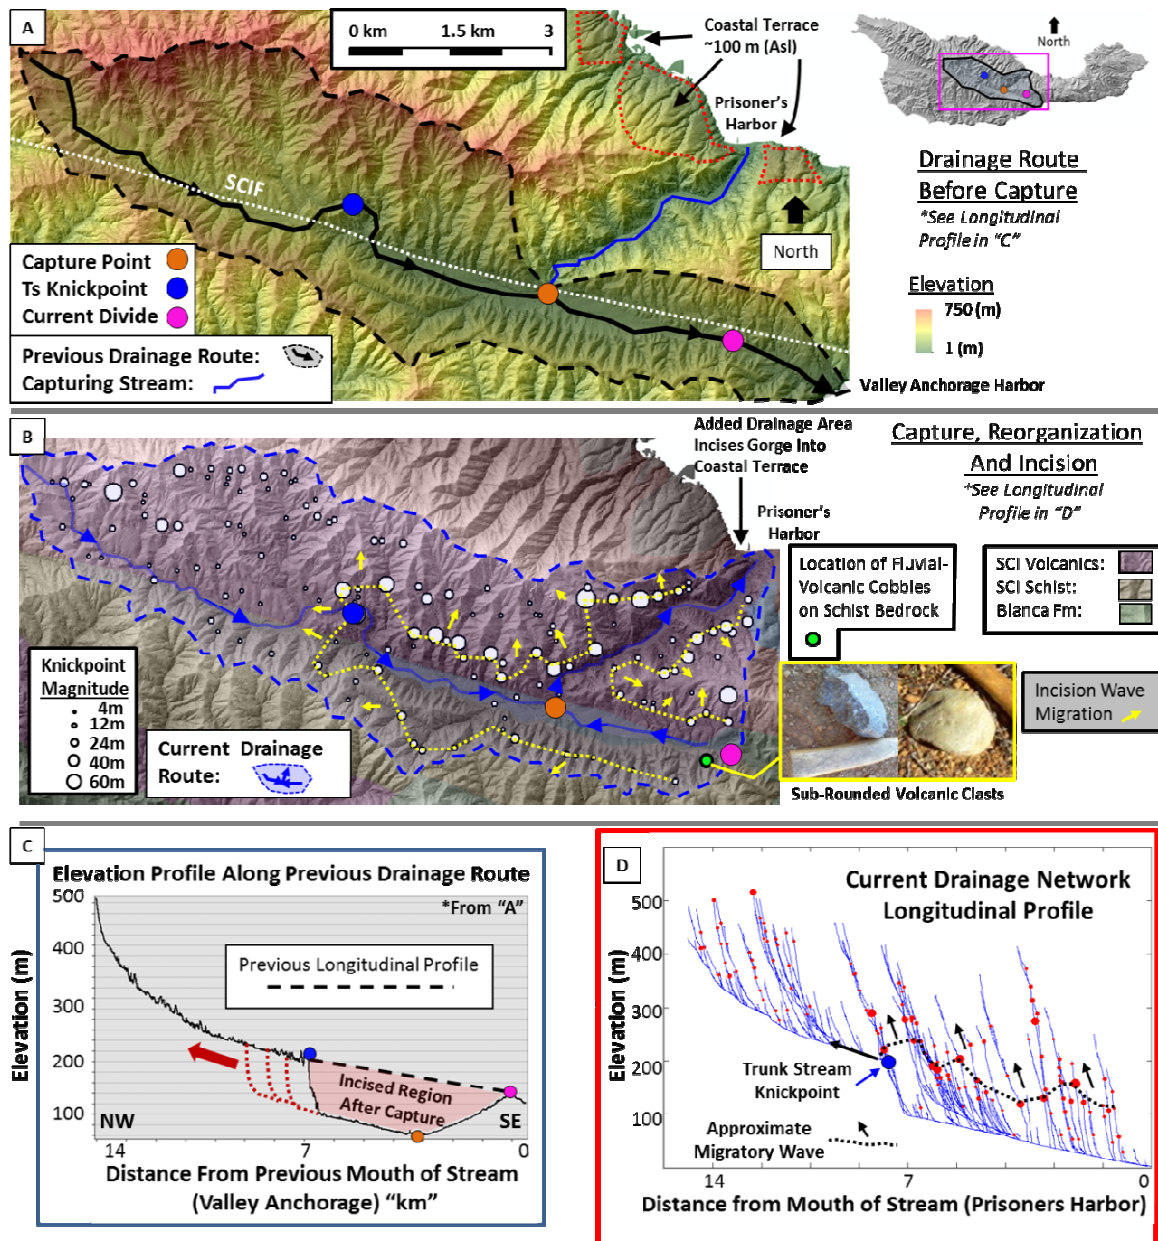 A
0 km 1.5 km 3
Coastal Terrace
~100 m (Asl)
Prisoner's
Harbor
North
SCIF
North
Drainage Route
Before Capture
*See Longitudinal
Profile in "C"
Elevation
750 (m)
1 (m)
Capture Point
Ts Knickpoint
Current Divide
Previous Drainage Route:
Capturing Stream:
Valley Anchorage Harbor
B
Added Drainage Area
Incises Gorge Into
Coastal Terrace
Prisoner's
Harbor
Capture, Reorganization
And Incision
*See Longitudinal
Profile in "D"
Location of Fluvial-
Volcanic Cobbles
on Schist Bedrock
SCI Volcanics:
SCI Schist:
Blanca Fm:
Knickpoint
Magnitude
4m
12m
24m
40m
60m
Current Drainage
Route:
Incision Wave
Migration
Sub-Rounded Volcanic Clasts
C
Elevation Profile Along Previous Drainage Route
*From "A"
Previous Longitudinal Profile
Elevation (m)
500
400
300
200
100
Incised Region
After Capture
NW
SE
14 7 0
Distance From Previous Mouth of Stream
(Valley Anchorage) "km"
D
Current Drainage Network
Longitudinal Profile
Elevation (m)
500
400
300
200
100
Trunk Stream
Knickpoint
Approximate
Migratory Wave
14 7 0
Distance from Mouth of Stream (Prisoners Harbor)